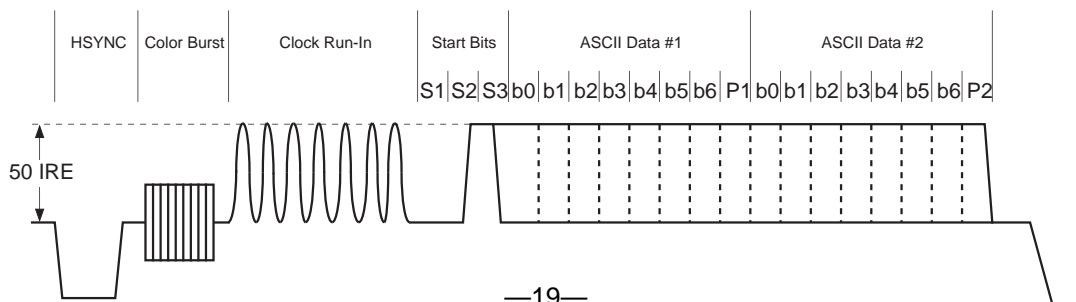 HSYNC Color Burst Clock Run-In Start Bits ASCII Data #1 ASCII Data #2
S1 S2 S3 b0 b1 b2 b3 b4 b5 b6 P1 b0 b1 b2 b3 b4 b5 b6 P2
50 IRE
—19—